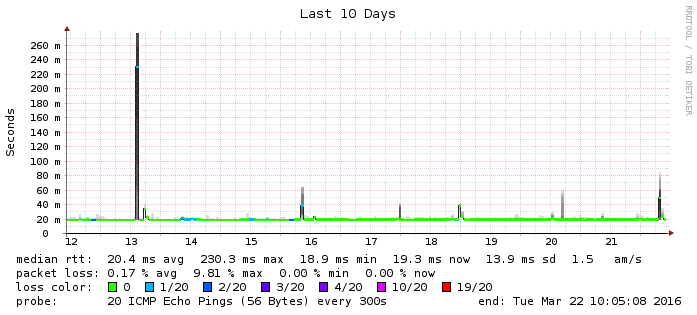 Last 10 Days
RRDTOOL / TOBI OETIKER
Seconds
260 m
240 m
220 m
200 m
180 m
160 m
140 m
120 m
100 m
80 m
60 m
40 m
20 m
0
12 13 14 15 16 17 18 19 20 21
median rtt: 20.4 ms avg 230.3 ms max 18.9 ms min 19.3 ms now 13.9 ms sd 1.5 am/s
packet loss: 0.17 % avg 9.81 % max 0.00 % min 0.00 % now
loss color: 0 1/20 2/20 3/20 4/20 10/20 19/20
probe: 20 ICMP Echo Pings (56 Bytes) every 300s end: Tue Mar 22 10:05:08 2016